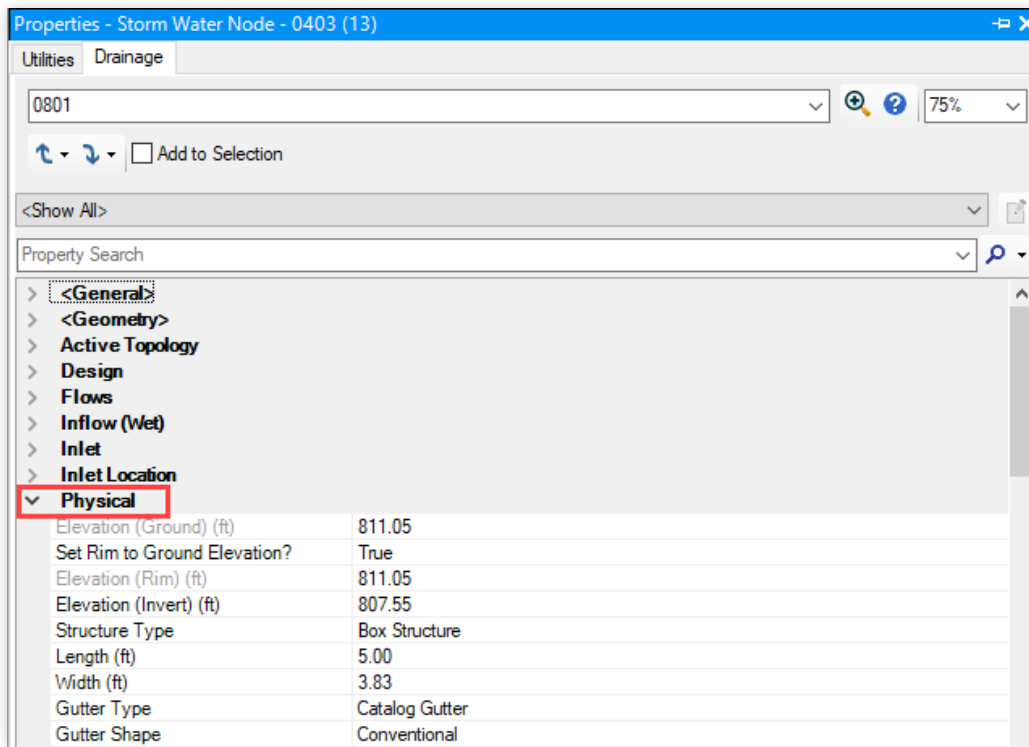 Properties - Storm Water Node - 0403 (13)
Utilities Drainage
0801 75%
Add to Selection
<Show All>
Property Search
<General>
<Geometry>
Active Topology
Design
Flows
Inflow (Wet)
Inlet
Inlet Location
Physical
Elevation (Ground) (ft) 811.05
Set Rim to Ground Elevation? True
Elevation (Rim) (ft) 811.05
Elevation (Invert) (ft) 807.55
Structure Type Box Structure
Length (ft) 5.00
Width (ft) 3.83
Gutter Type Catalog Gutter
Gutter Shape Conventional